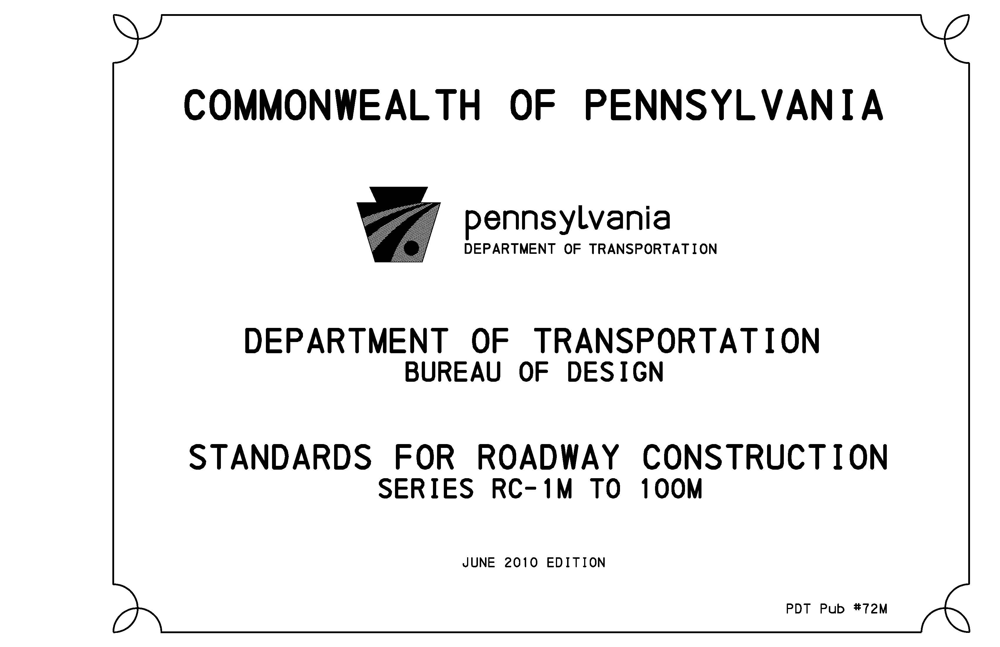 COMMONWEALTH OF PENNSYLVANIA
pennsylvania
DEPARTMENT OF TRANSPORTATION
DEPARTMENT OF TRANSPORTATION
BUREAU OF DESIGN
STANDARDS FOR ROADWAY CONSTRUCTION
SERIES RC-1M TO 100M
JUNE 2010 EDITION
PDT Pub #72M